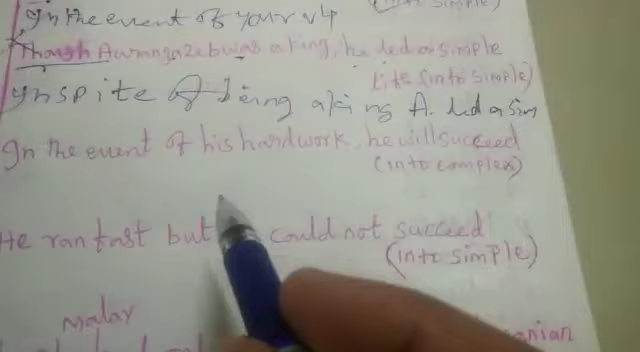 In the event of your
Though Aurangazeb was a king, he led a simple
life (into simple)
Inspite of being a king A. led a sim
In the event of his hardwork, he will succeed
(into complex)
He ran fast but could not succeed
(into simple)
Malar